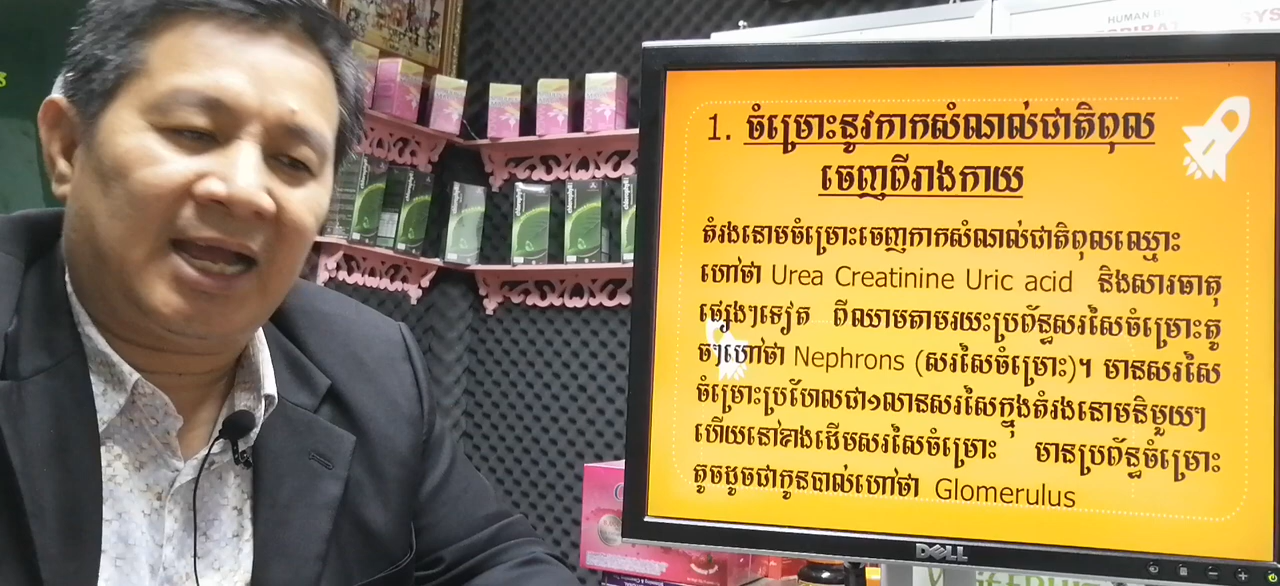 HUMAN
SYS
1. ចំម្រោះនូវកាកសំណល់ជាតិពុល
ចេញពីរាងកាយ
តំរងនោមចំម្រោះចេញកាកសំណល់ជាតិពុលឈ្មោះ
ហៅថា Urea Creatinine Uric acid និងសារធាតុ
ផ្សេងៗទៀត ពីឈាមតាមរយះប្រព័ន្ធសរសៃចំម្រោះតូ
ចៗហៅថា Nephrons (សរសៃចំម្រោះ)។ មានសរសៃ
ចំម្រោះប្រហែលជា១លានសរសៃក្នុងតំរងនោមនិមួយៗ
ហើយនៅខាងដើមសរសៃចំម្រោះ មានប្រព័ន្ធចំម្រោះ
តូចដូចជាកូនបាល់ហៅថា Glomerulus
DELL